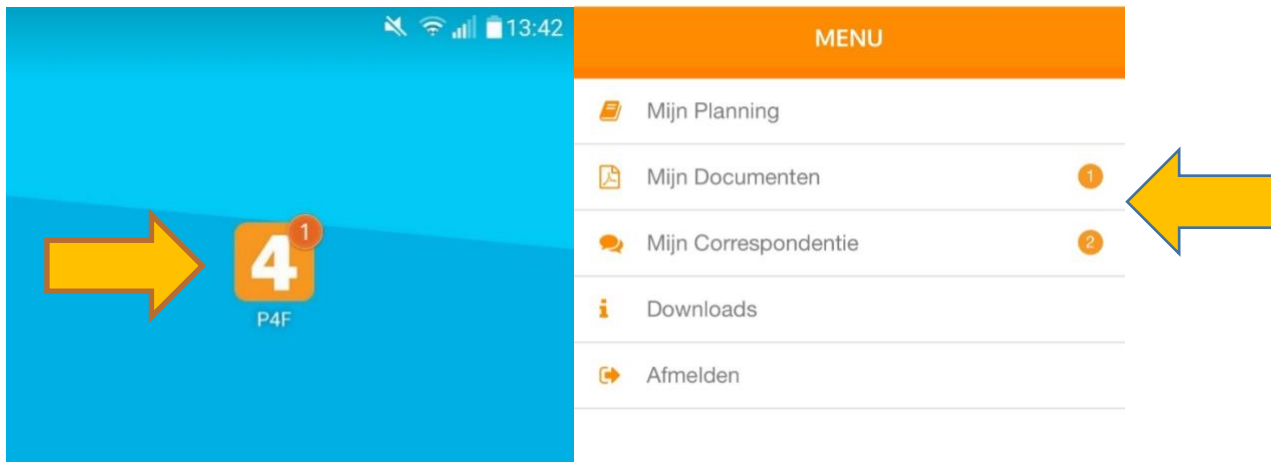 13:42
4
1
P4F
MENU
Mijn Planning
Mijn Documenten 1
Mijn Correspondentie 2
Downloads
Afmelden